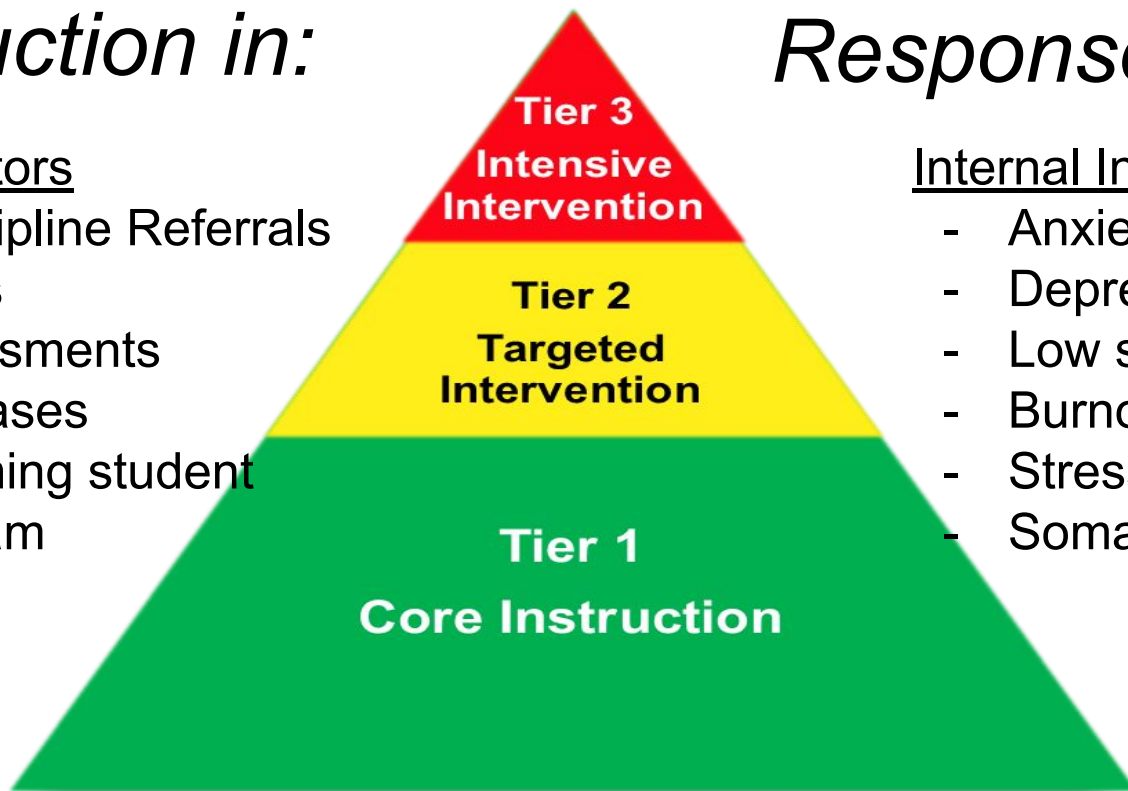 uction in:
tors
ipline Referrals
s
sments
ases
ning student
am
Tier 3
Intensive
Intervention
Tier 2
Targeted
Intervention
Tier 1
Core Instruction
Response
Internal In
- Anxie
- Depre
- Low s
- Burno
- Stres
- Soma